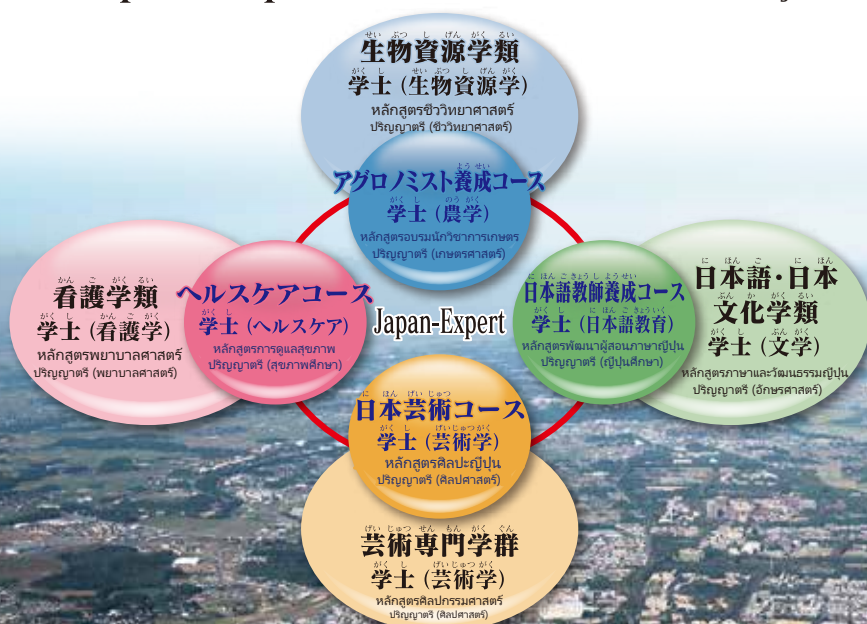 生物資源学類
学士(生物資源学)
หลักสูตรชีววิทยาศาสตร์
ปริญญาตรี (ชีววิทยาศาสตร์)
アグロノミスト養成コース
学士(農学)
หลักสูตรอบรมนักวิชาการเกษตร
ปริญญาตรี (เกษตรศาสตร์)
看護学類
学士(看護学)
หลักสูตรพยาบาลศาสตร์
ปริญญาตรี (พยาบาลศาสตร์)
ヘルスケアコース
学士(ヘルスケア)
หลักสูตรการดูแลสุขภาพ
ปริญญาตรี (สุขภาพศึกษา)
Japan-Expert
日本語教師養成コース
学士(日本語教育)
หลักสูตรพัฒนาผู้สอนภาษาญี่ปุ่น
ปริญญาตรี (ญี่ปุ่นศึกษา)
日本語・日本
文化学類
学士(文学)
หลักสูตรภาษาและวัฒนธรรมญี่ปุ่น
ปริญญาตรี (อักษรศาสตร์)
日本芸術コース
学士(芸術学)
หลักสูตรศิลปะญี่ปุ่น
ปริญญาตรี (ศิลปศาสตร์)
芸術専門学群
学士(芸術学)
หลักสูตรศิลปกรรมศาสตร์
ปริญญาตรี (ศิลปศาสตร์)